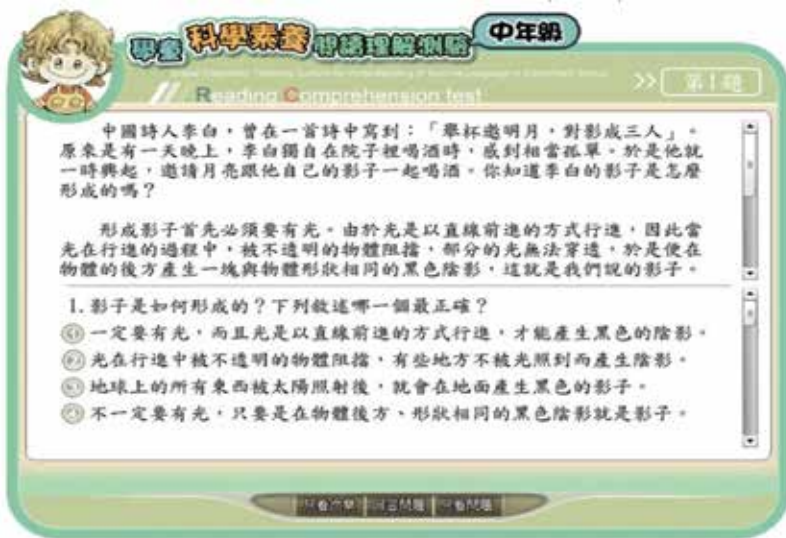 學童科學素養閱讀理解測驗 中年級
Reading Comprehension test
第1題
中國詩人李白，曾在一首詩中寫到：「舉杯邀明月，對影成三人」。
原來是有一天晚上，李白獨自在院子裡喝酒時，感到相當孤單。於是他就
一時興起，邀請月亮跟他自己的影子一起喝酒。你知道李白的影子是怎麼
形成的嗎？
形成影子首先必須要有光。由於光是以直線前進的方式行進，因此當
光在行進的過程中，被不透明的物體阻擋，部分的光無法穿透，於是便在
物體的後方產生一塊與物體形狀相同的黑色陰影，這就是我們說的影子。
1. 影子是如何形成的？下列敘述哪一個最正確？
一定要有光，而且光是以直線前進的方式行進，才能產生黑色的陰影。
光在行進中被不透明的物體阻擋，有些地方不被光照到而產生陰影。
地球上的所有東西被太陽照射後，就會在地面產生黑色的影子。
不一定要有光，只要是在物體後方、形狀相同的黑色陰影就是影子。